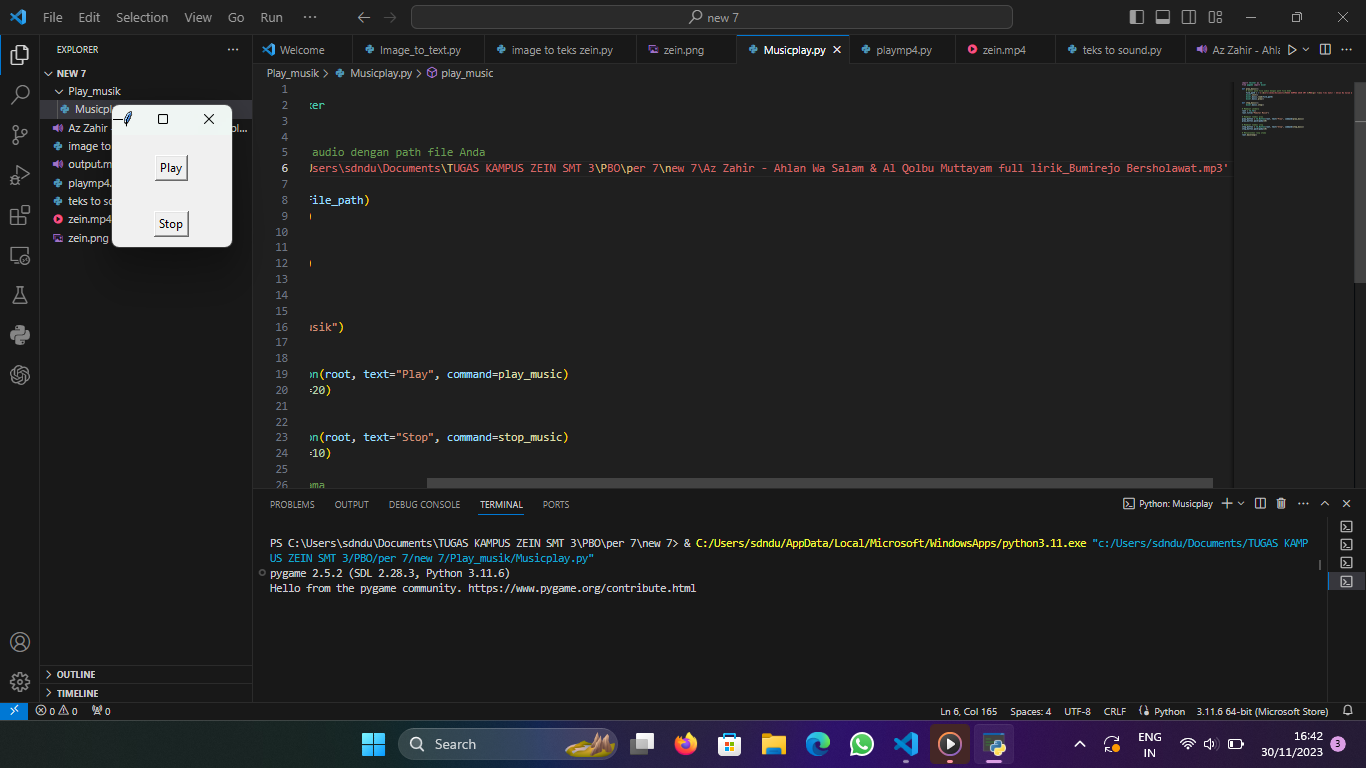 File Edit Selection View Go Run ··· new 7
EXPLORER ···
Welcome Image_to_text.py image to teks zein.py zein.png Musicplay.py playmp4.py zein.mp4 teks to sound.py Az Zahir - Ahla
Play_musik > Musicplay.py > play_music
NEW 7
Play_musik
Musicpl
Az Zahir
image to
output.m
playmp4.
teks to so
zein.mp4
zein.png
Play
Stop
1
2 xer
3
4
5 audio dengan path file Anda
6 Jsers\sdndu\Documents\TUGAS KAMPUS ZEIN SMT 3\PBO\per 7\new 7\Az Zahir - Ahlan Wa Salam & Al Qolbu Muttayam full lirik_Bumirejo Bersholawat.mp3'
7
8 file_path)
9 )
10
11
12 )
13
14
15
16 usik")
17
18
19 on(root, text="Play", command=play_music)
20 =20)
21
22
23 on(root, text="Stop", command=stop_music)
24 =10)
25
26 ama
PROBLEMS OUTPUT DEBUG CONSOLE TERMINAL PORTS Python: Musicplay
PS C:\Users\sdndu\Documents\TUGAS KAMPUS ZEIN SMT 3\PBO\per 7\new 7> & C:/Users/sdndu/AppData/Local/Microsoft/WindowsApps/python3.11.exe "c:/Users/sdndu/Documents/TUGAS KAMP
US ZEIN SMT 3/PBO/per 7/new 7/Play_musik/Musicplay.py"
pygame 2.5.2 (SDL 2.28.3, Python 3.11.6)
Hello from the pygame community. https://www.pygame.org/contribute.html
OUTLINE
TIMELINE
0 0 0 Ln 6, Col 165 Spaces: 4 UTF-8 CRLF Python 3.11.6 64-bit (Microsoft Store)
Search
ENG
IN
16:42
30/11/2023
3